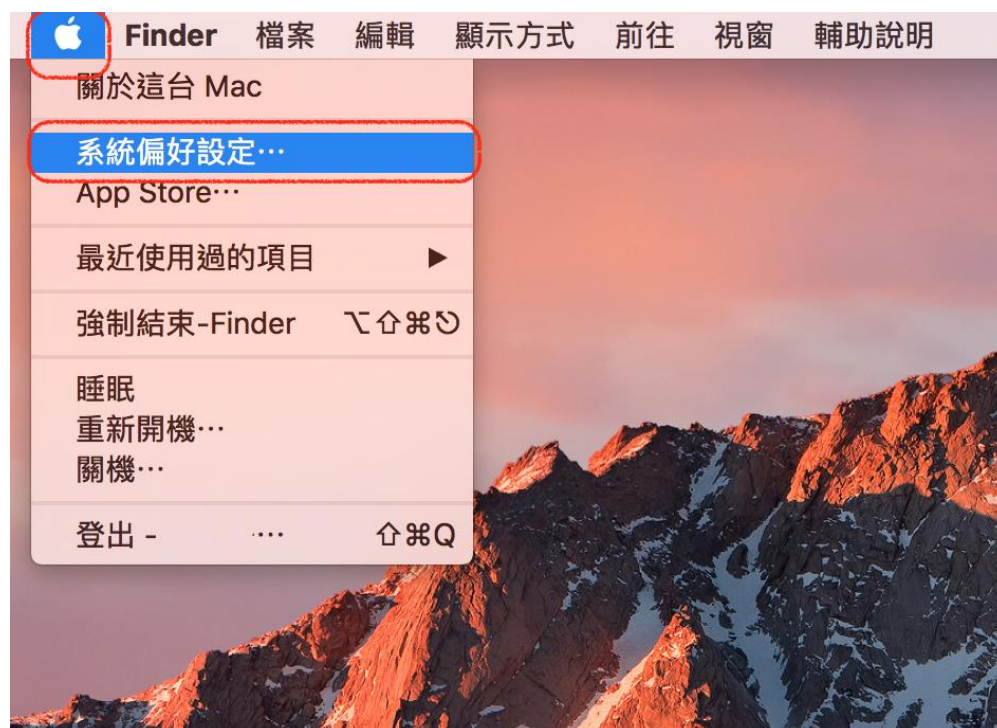 Finder 檔案 編輯 顯示方式 前往 視窗 輔助說明
關於這台 Mac
系統偏好設定⋯
App Store⋯
最近使用過的項目 ▶
強制結束-Finder ⌥⇧⌘⎋
睡眠
重新開機⋯
關機⋯
登出 - ⋯ ⇧⌘Q